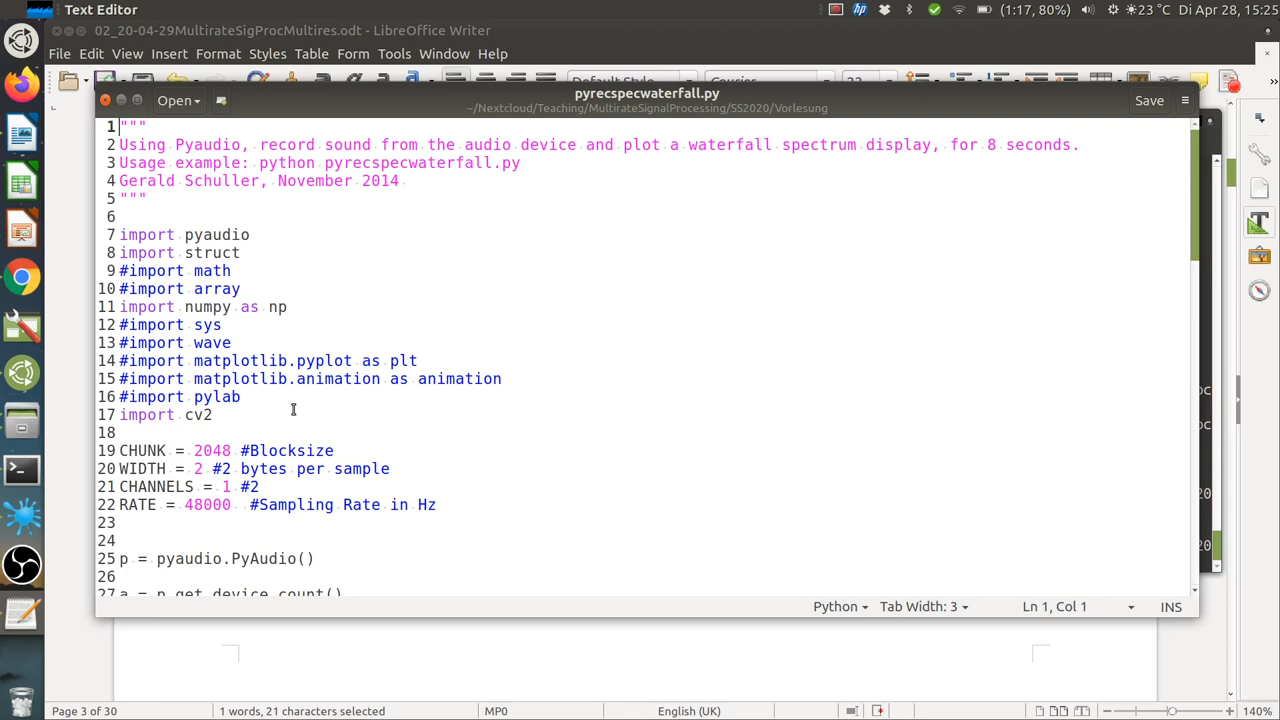 Text Editor
(1:17, 80%)
23 °C
Di Apr 28, 15:25
02_20-04-29MultirateSigProcMultires.odt - LibreOffice Writer
File Edit View Insert Format Styles Table Form Tools Window Help
Open
pyrecspecwaterfall.py
~/Nextcloud/Teaching/MultirateSignalProcessing/SS2020/Vorlesung
Save
1 """
2 Using Pyaudio, record sound from the audio device and plot a waterfall spectrum display, for 8 seconds.
3 Usage example: python pyrecspecwaterfall.py
4 Gerald Schuller, November 2014
5 """
6
7 import pyaudio
8 import struct
9 #import math
10 #import array
11 import numpy as np
12 #import sys
13 #import wave
14 #import matplotlib.pyplot as plt
15 #import matplotlib.animation as animation
16 #import pylab
17 import cv2
18
19 CHUNK = 2048 #Blocksize
20 WIDTH = 2 #2 bytes per sample
21 CHANNELS = 1 #2
22 RATE = 48000 #Sampling Rate in Hz
23
24
25 p = pyaudio.PyAudio()
26
27 a = p.get_device_count()
Python Tab Width: 3 Ln 1, Col 1 INS
Page 3 of 30 1 words, 21 characters selected MP0 English (UK) 140%